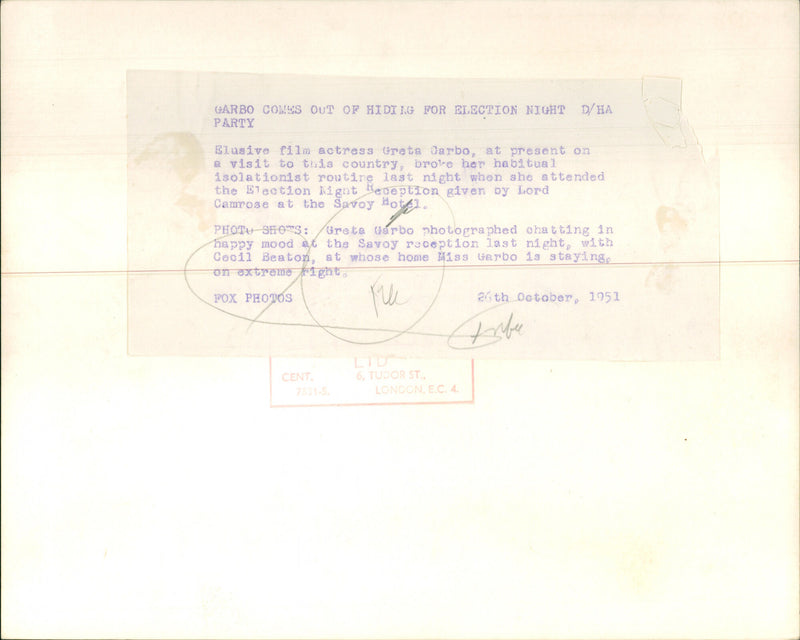 GARBO COMES OUT OF HIDING FOR ELECTION NIGHT D/HA
PARTY
Elusive film actress Greta Garbo, at present on
a visit to this country, broke her habitual
isolationist routine last night when she attended
the Election Night Reception given by Lord
Camrose at the Savoy Hotel.
PHOTO SHOTS: Greta Garbo photographed chatting in
happy mood at the Savoy reception last night, with
Cecil Beaton, at whose home Miss Garbo is staying,
on extreme right.
FOX PHOTOS 26th October, 1951
File
LTD
CENT. 6, TUDOR ST.,
LONDON, E.C. 4.